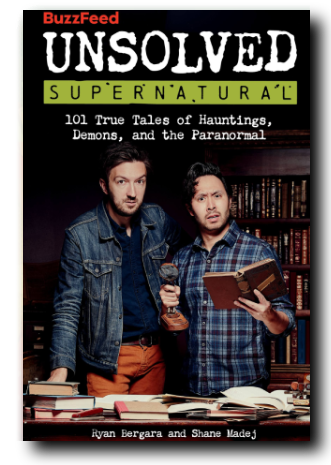 BuzzFeed
UNSOLVED
SUPERNATURAL
101 True Tales of Hauntings,
Demons, and the Paranormal
Ryan Bergara and Shane Madej